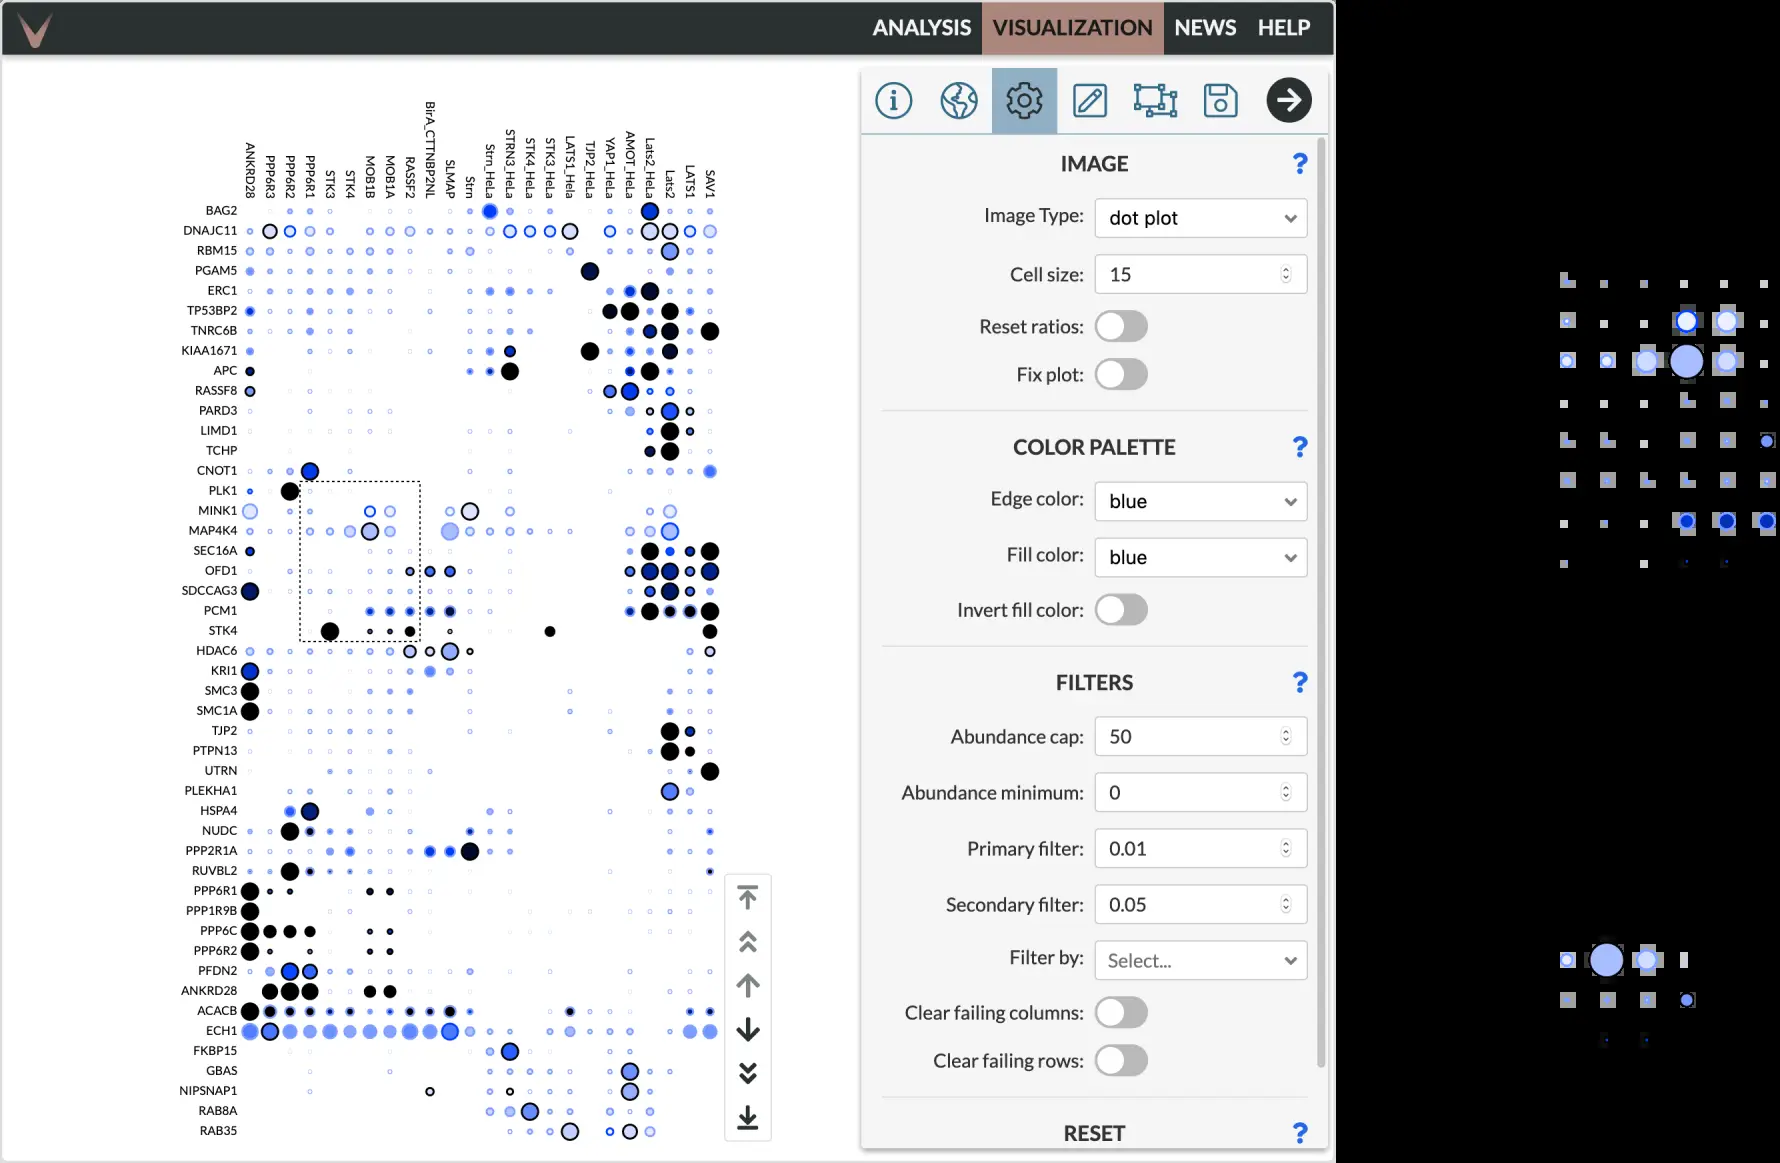 ANALYSIS VISUALIZATION NEWS HELP
ANKRD28 PPP6R3 PPP6R2 PPP6R1 STK3 STK4 MOB1B MOB1A RASSF2 BirA_CTTNBP2NL SLMAP Strn Strn_HeLa STRN3_HeLa STK4_HeLa STK3_HeLa LATS1_Hela TJP2_HeLa YAP1_HeLa AMOT_HeLa Lats2_HeLa Lats2 LATS1 SAV1
BAG2
DNAJC11
RBM15
PGAM5
ERC1
TP53BP2
TNRC6B
KIAA1671
APC
RASSF8
PARD3
LIMD1
TCHP
CNOT1
PLK1
MINK1
MAP4K4
SEC16A
OFD1
SDCCAG3
PCM1
STK4
HDAC6
KRI1
SMC3
SMC1A
TJP2
PTPN13
UTRN
PLEKHA1
HSPA4
NUDC
PPP2R1A
RUVBL2
PPP6R1
PPP1R9B
PPP6C
PPP6R2
PFDN2
ANKRD28
ACACB
ECH1
FKBP15
GBAS
NIPSNAP1
RAB8A
RAB35
IMAGE ?
Image Type: dot plot
Cell size: 15
Reset ratios:
Fix plot:
COLOR PALETTE ?
Edge color: blue
Fill color: blue
Invert fill color:
FILTERS ?
Abundance cap: 50
Abundance minimum: 0
Primary filter: 0.01
Secondary filter: 0.05
Filter by: Select...
Clear failing columns:
Clear failing rows:
RESET ?